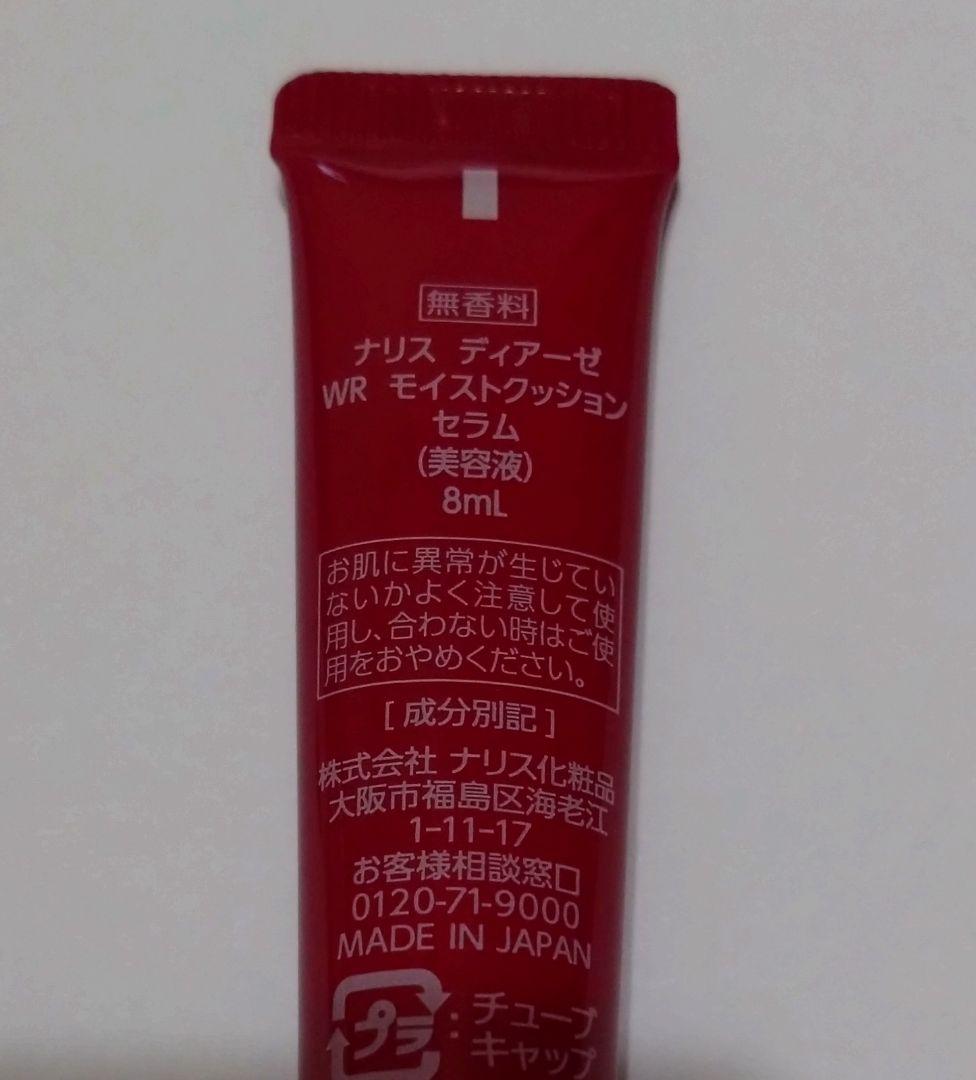 無香料
ナリス ディアーゼ
WR モイストクッション
セラム
(美容液)
8mL
お肌に異常が生じてい
ないかよく注意して使
用し、合わない時はご使
用をおやめください。
[成分別記]
株式会社 ナリス化粧品
大阪市福島区海老江
1-11-17
お客様相談窓口
0120-71-9000
MADE IN JAPAN
プラ : チューブ
キャップ